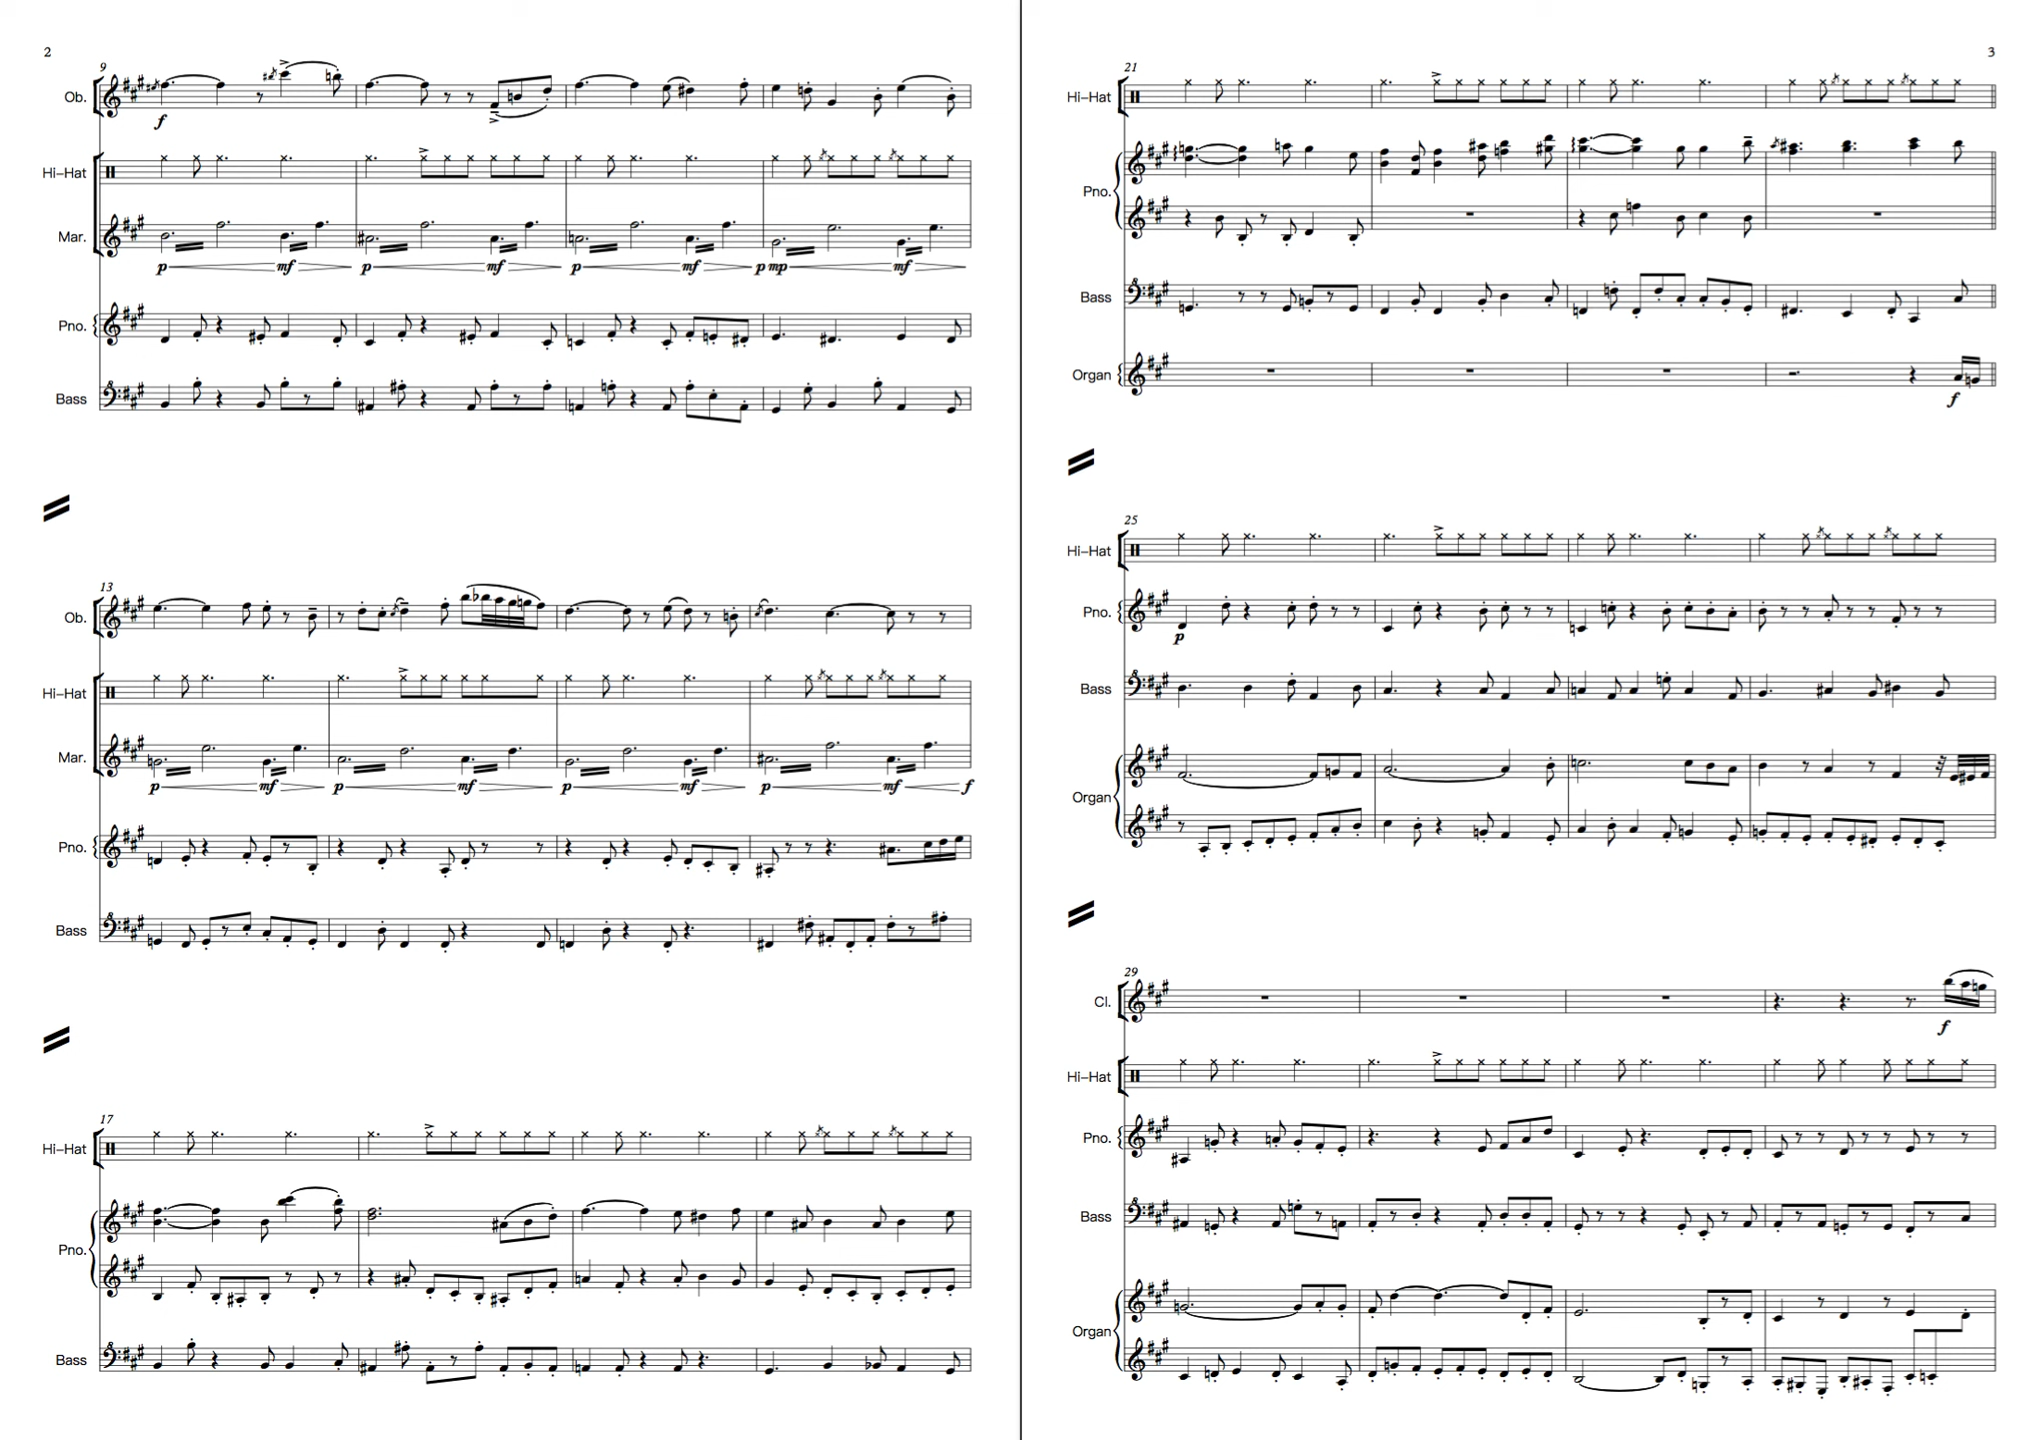 2
9
Ob.
f
Hi-Hat
Mar.
p mf p mf p mf p mp mf
Pno.
Bass
13
Ob.
Hi-Hat
Mar.
p mf p mf p mf p mf f
Pno.
Bass
17
Hi-Hat
Pno.
Bass
3
21
Hi-Hat
Pno.
Bass
Organ
f
25
Hi-Hat
Pno.
p
Bass
Organ
29
Cl.
f
Hi-Hat
Pno.
Bass
Organ